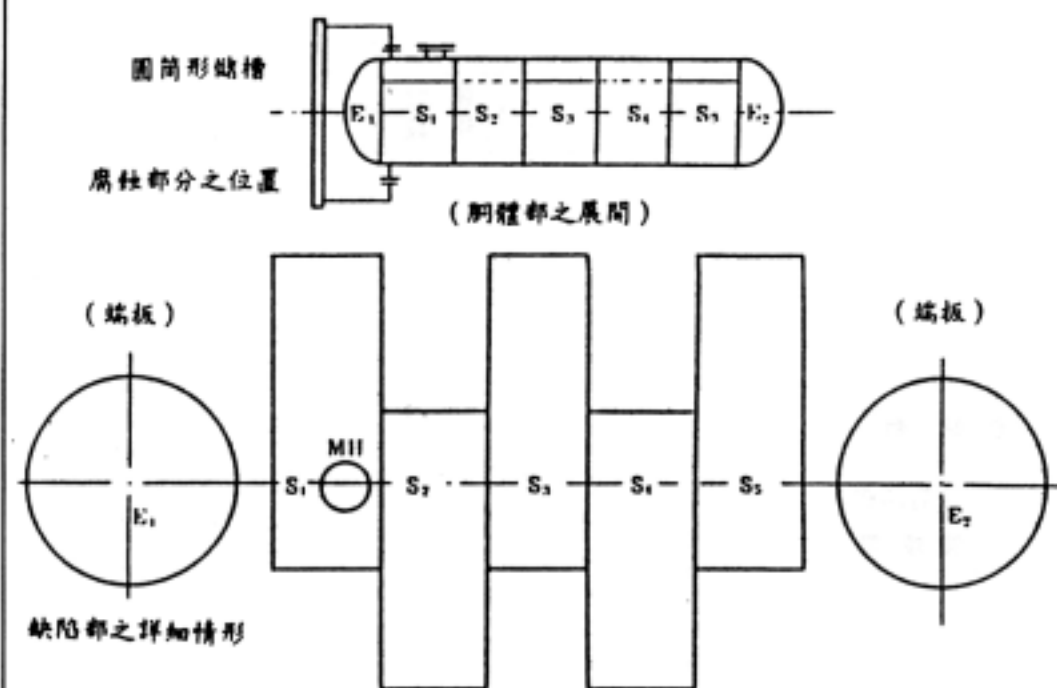 圓筒形儲槽
E₁ S₁ S₂ S₃ S₄ S₅ E₂
腐蝕部分之位置
(胴體部之展開)
(端板)
(端板)
MH
E₁ S₁ S₂ S₃ S₄ S₅ E₂
缺陷部之詳細情形